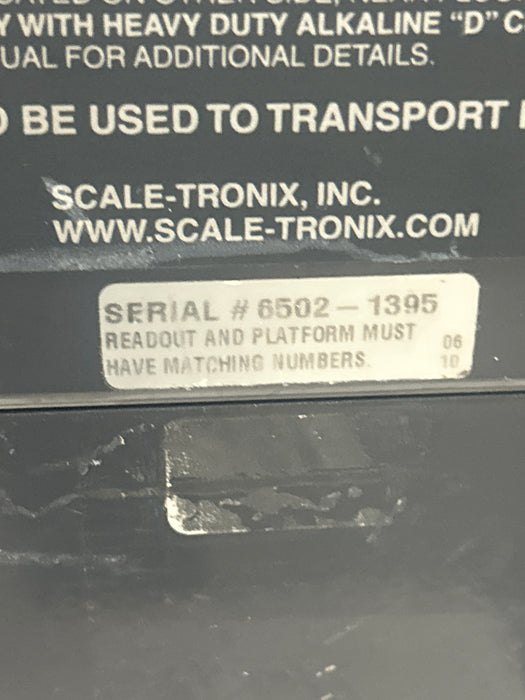 Y WITH HEAVY DUTY ALKALINE “D” C
UAL FOR ADDITIONAL DETAILS.
BE USED TO TRANSPORT
SCALE-TRONIX, INC.
WWW.SCALE-TRONIX.COM
SERIAL # 6502 – 1395
READOUT AND PLATFORM MUST 06
HAVE MATCHING NUMBERS. 10